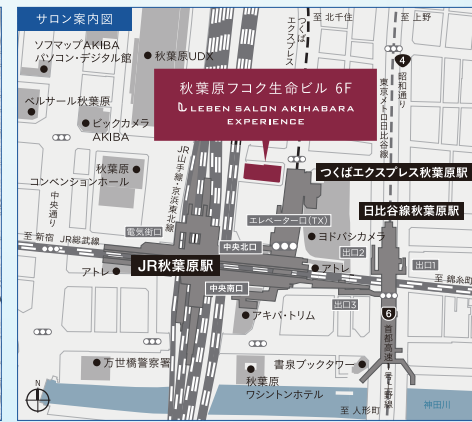 サロン案内図
至 北千住
至 上野
つくば
エクスプレス
ソフマップAKIBA
パソコン・デジタル館
秋葉原UDX
4
昭和通り
東京メトロ日比谷線
秋葉原フコク生命ビル 6F
LEBEN SALON AKIHABARA
EXPERIENCE
ベルサール秋葉原
ビックカメラ
AKIBA
JR山手線・京浜東北線
秋葉原
コンベンションホール
つくばエクスプレス秋葉原駅
中央通り
日比谷線秋葉原駅
エレベーター口(TX)
電気街口
至 新宿 JR総武線
中央北口
ヨドバシカメラ
出口2
アトレ
JR秋葉原駅
アトレ
出口1
至 錦糸町
中央南口
出口3
アキバ・トリム
6
首都高速1号上野線
万世橋警察署
書泉ブックタワー
秋葉原
ワシントンホテル
N
至 人形町
神田川